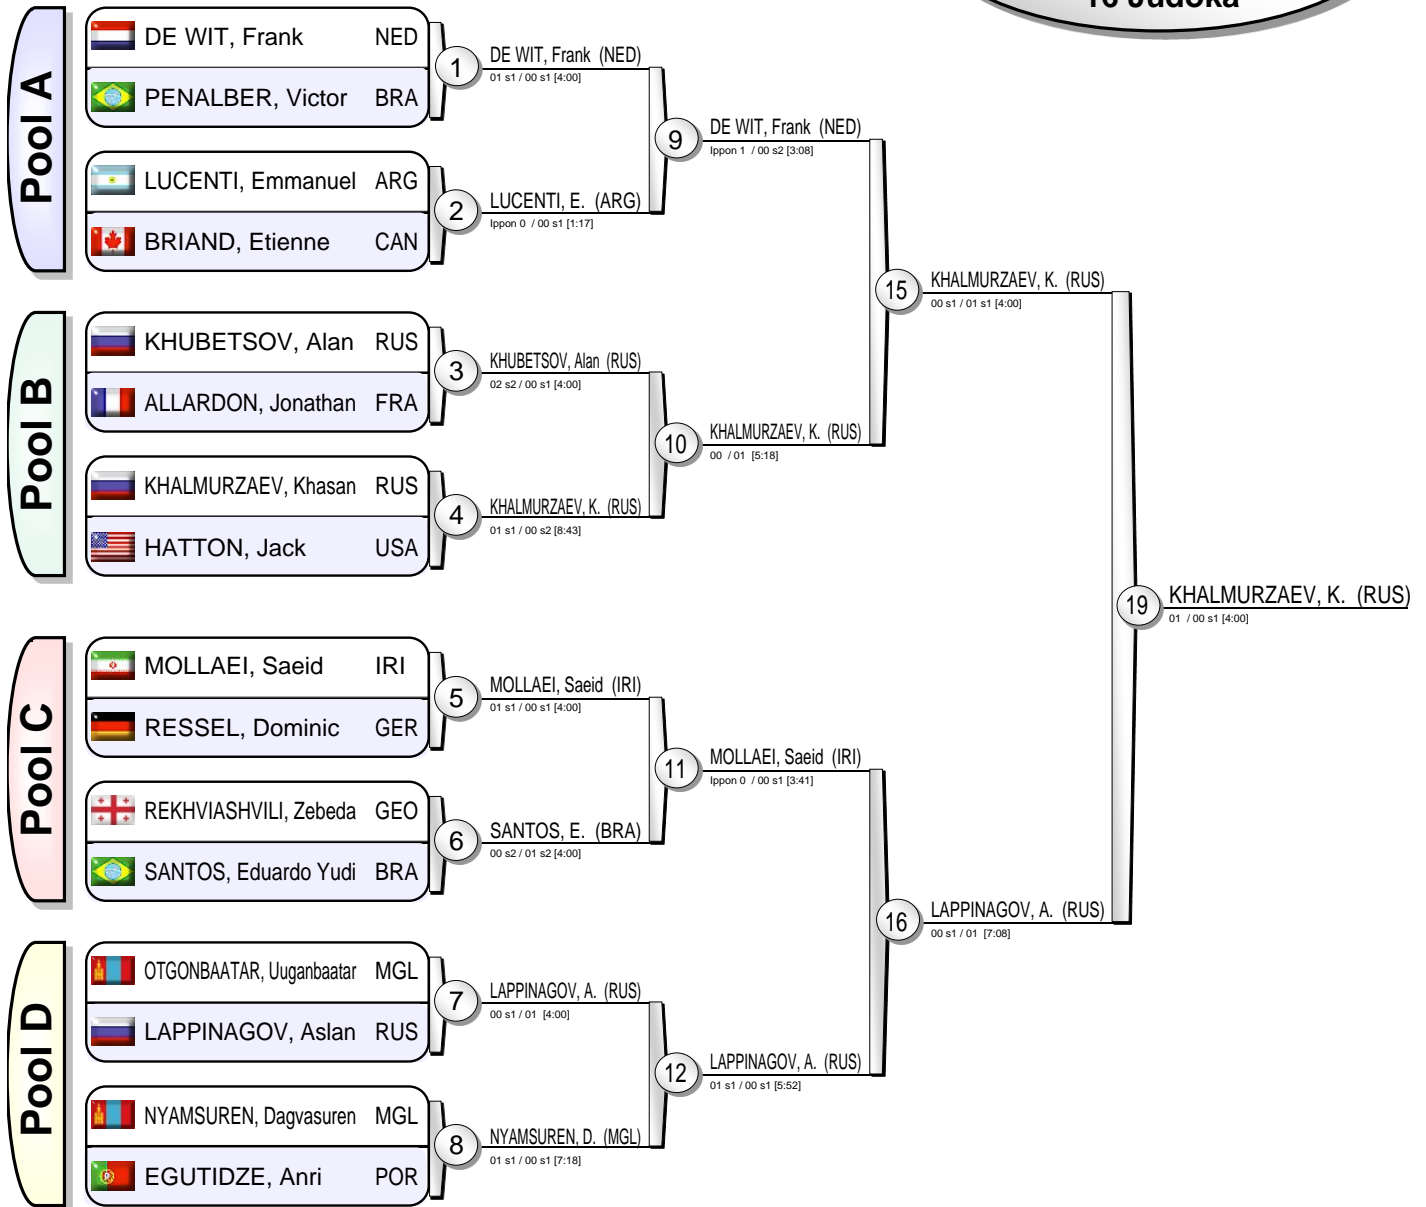 16 Judoka
Pool A
DE WIT, Frank NED
PENALBER, Victor BRA
LUCENTI, Emmanuel ARG
BRIAND, Etienne CAN
Pool B
KHUBETSOV, Alan RUS
ALLARDON, Jonathan FRA
KHALMURZAEV, Khasan RUS
HATTON, Jack USA
Pool C
MOLLAEI, Saeid IRI
RESSEL, Dominic GER
REKHVIASHVILI, Zebeda GEO
SANTOS, Eduardo Yudi BRA
Pool D
OTGONBAATAR, Uuganbaatar MGL
LAPPINAGOV, Aslan RUS
NYAMSUREN, Dagvasuren MGL
EGUTIDZE, Anri POR
1 DE WIT, Frank (NED)
01 s1 / 00 s1 [4:00]
2 LUCENTI, E. (ARG)
Ippon 0 / 00 s1 [1:17]
3 KHUBETSOV, Alan (RUS)
02 s2 / 00 s1 [4:00]
4 KHALMURZAEV, K. (RUS)
01 s1 / 00 s2 [8:43]
5 MOLLAEI, Saeid (IRI)
01 s1 / 00 s1 [4:00]
6 SANTOS, E. (BRA)
00 s2 / 01 s2 [4:00]
7 LAPPINAGOV, A. (RUS)
00 s1 / 01 [4:00]
8 NYAMSUREN, D. (MGL)
01 s1 / 00 s1 [7:18]
9 DE WIT, Frank (NED)
Ippon 1 / 00 s2 [3:08]
10 KHALMURZAEV, K. (RUS)
00 / 01 [5:18]
11 MOLLAEI, Saeid (IRI)
Ippon 0 / 00 s1 [3:41]
12 LAPPINAGOV, A. (RUS)
01 s1 / 00 s1 [5:52]
15 KHALMURZAEV, K. (RUS)
00 s1 / 01 s1 [4:00]
16 LAPPINAGOV, A. (RUS)
00 s1 / 01 [7:08]
19 KHALMURZAEV, K. (RUS)
01 / 00 s1 [4:00]